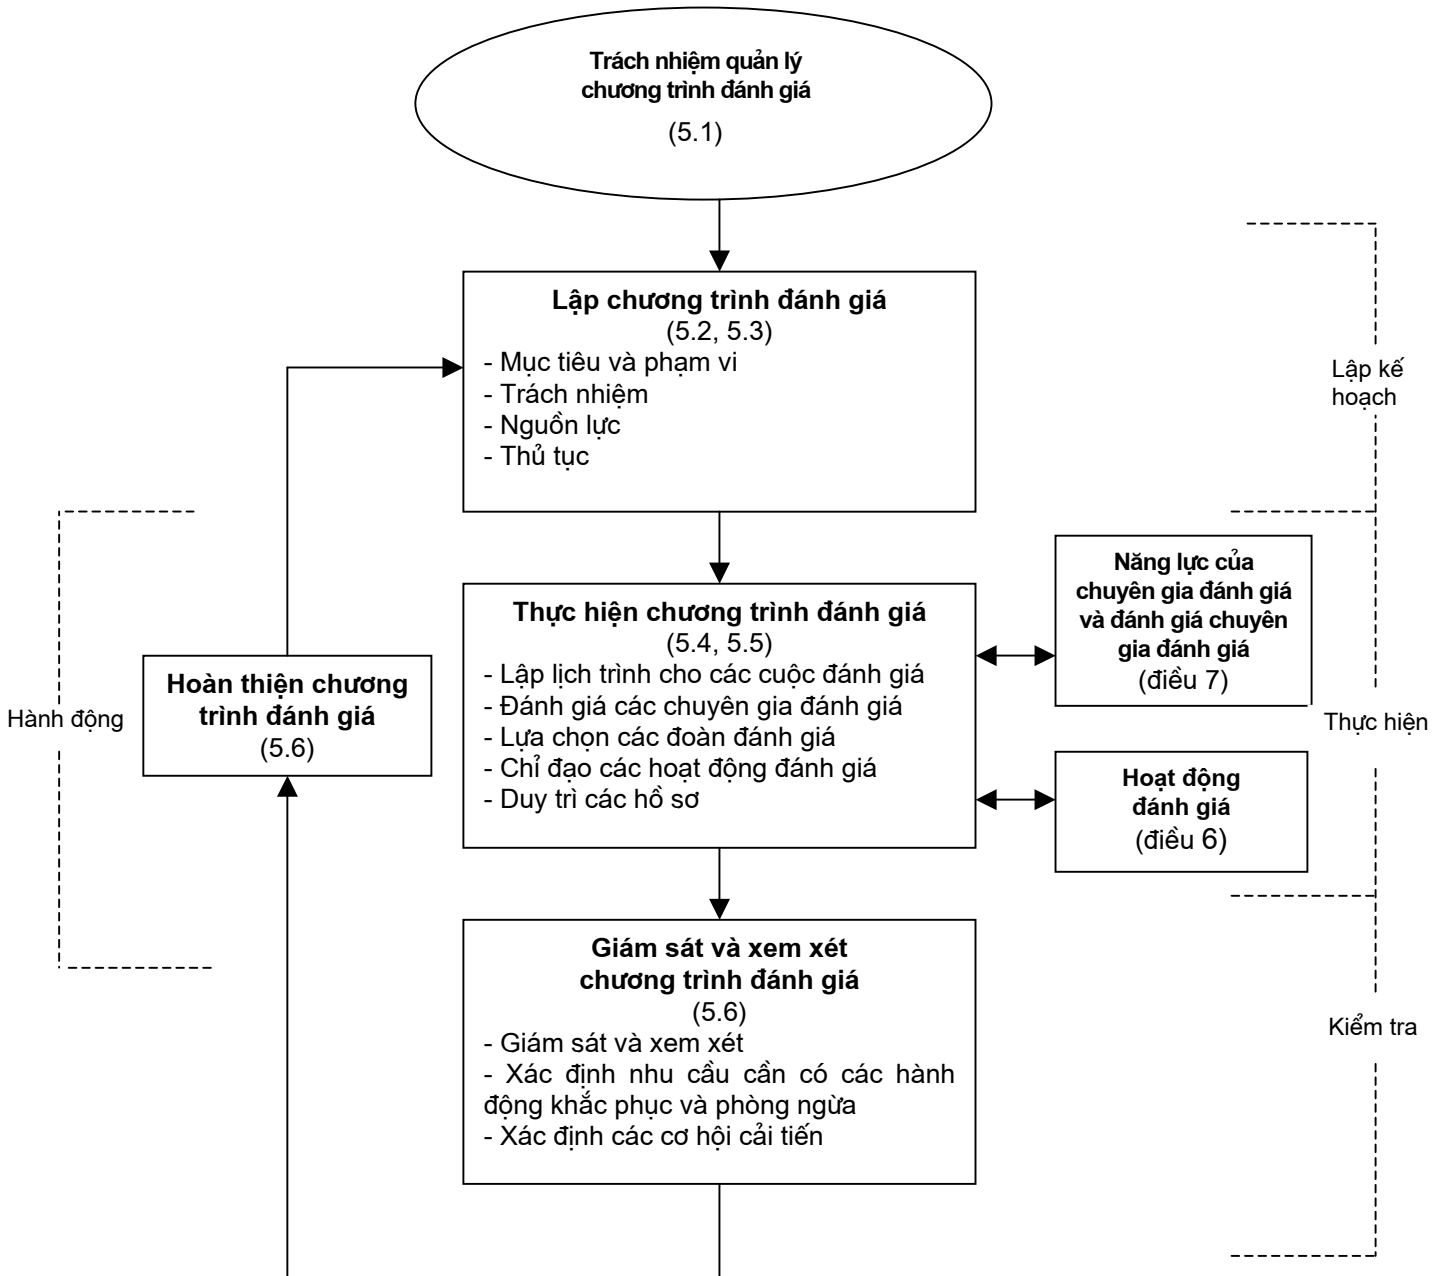 Trách nhiệm quản lý
chương trình đánh giá
(5.1)
Lập chương trình đánh giá
(5.2, 5.3)
- Mục tiêu và phạm vi
- Trách nhiệm
- Nguồn lực
- Thủ tục
Lập kế
hoạch
Thực hiện chương trình đánh giá
(5.4, 5.5)
- Lập lịch trình cho các cuộc đánh giá
- Đánh giá các chuyên gia đánh giá
- Lựa chọn các đoàn đánh giá
- Chỉ đạo các hoạt động đánh giá
- Duy trì các hồ sơ
Năng lực của
chuyên gia đánh giá
và đánh giá chuyên
gia đánh giá
(điều 7)
Hoàn thiện chương
trình đánh giá
(5.6)
Hành động
Thực hiện
Hoạt động
đánh giá
(điều 6)
Giám sát và xem xét
chương trình đánh giá
(5.6)
- Giám sát và xem xét
- Xác định nhu cầu cần có các hành
động khắc phục và phòng ngừa
- Xác định các cơ hội cải tiến
Kiểm tra